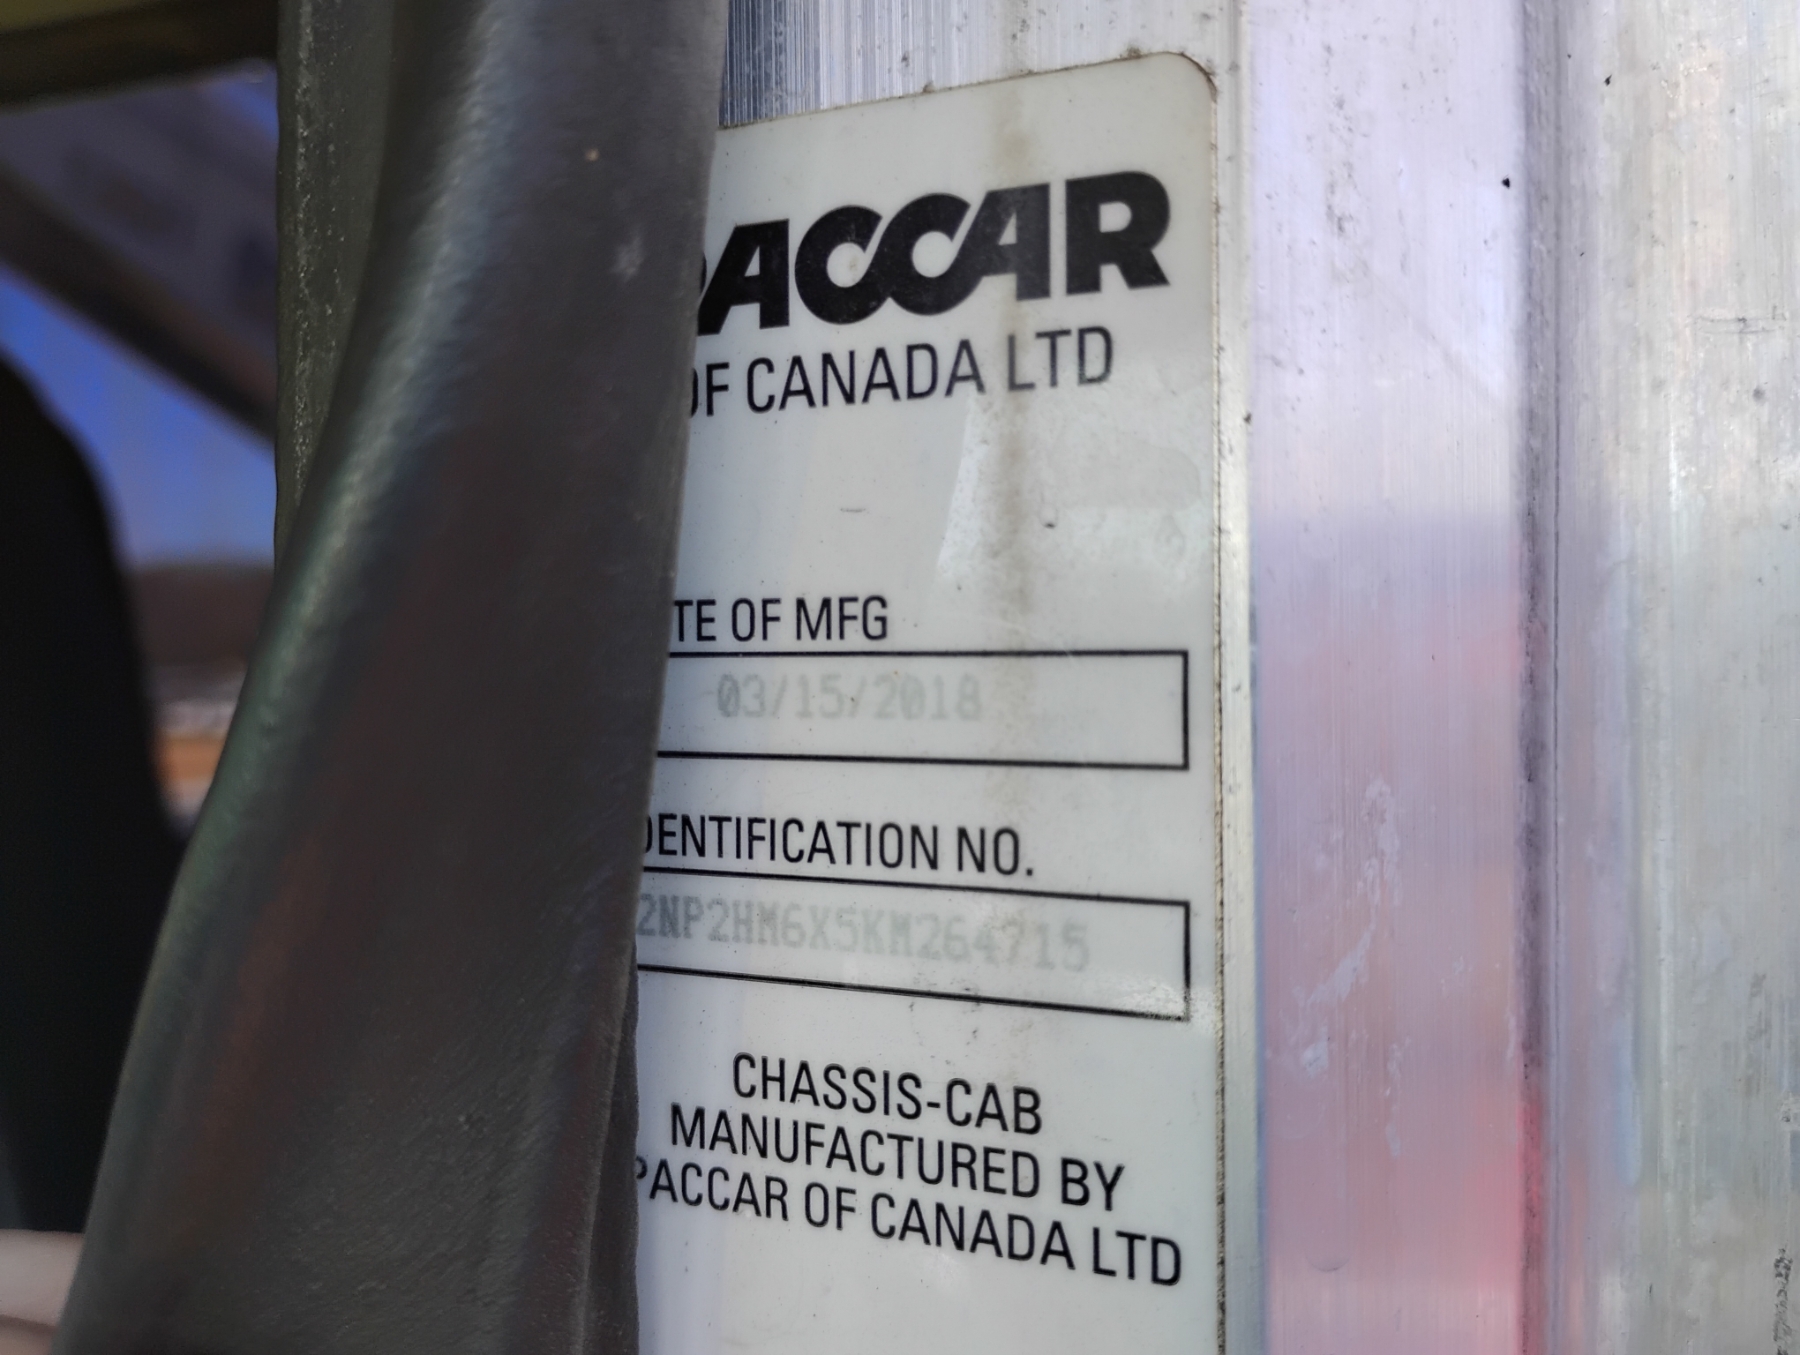 PACCAR
OF CANADA LTD
TE OF MFG
03/15/2018
DENTIFICATION NO.
2NP2HM6X5KM264715
CHASSIS-CAB
MANUFACTURED BY
PACCAR OF CANADA LTD